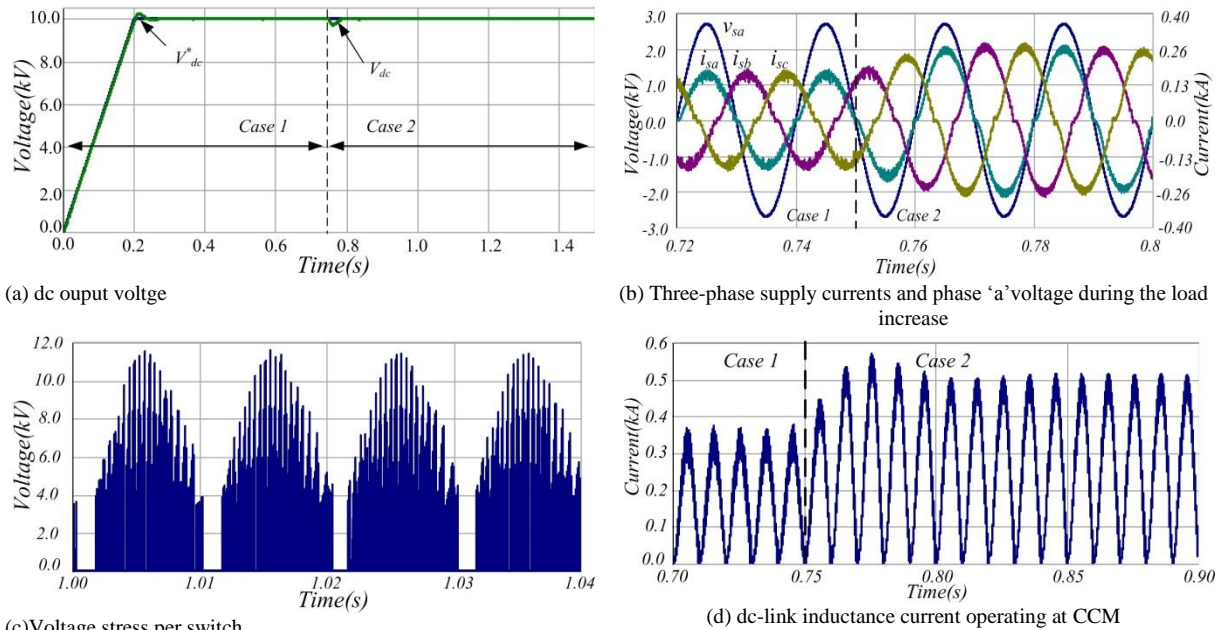 10.0
8.0
6.0
4.0
2.0
0.0
Voltage(kV)
V*dc
Vdc
Case 1
Case 2
0.0 0.2 0.4 0.6 0.8 1.0 1.2 1.4
Time(s)
(a) dc ouput voltge
3.0
2.0
1.0
0.0
-1.0
-2.0
-3.0
Voltage(kV)
vsa
isa isb isc
Case 1
Case 2
0.40
0.26
0.13
0.0
-0.13
-0.26
-0.40
Current(kA)
0.72 0.74 0.76 0.78 0.8
Time(s)
(b) Three-phase supply currents and phase ‘a’voltage during the load
increase
12.0
10.0
8.0
6.0
4.0
2.0
0.0
Voltage(kV)
1.00 1.01 1.02 1.03 1.04
Time(s)
(c)Voltage stress per switch
0.6
0.5
0.4
0.3
0.2
0.1
0.0
Current(kA)
Case 1
Case 2
0.70 0.75 0.80 0.85 0.90
Time(s)
(d) dc-link inductance current operating at CCM